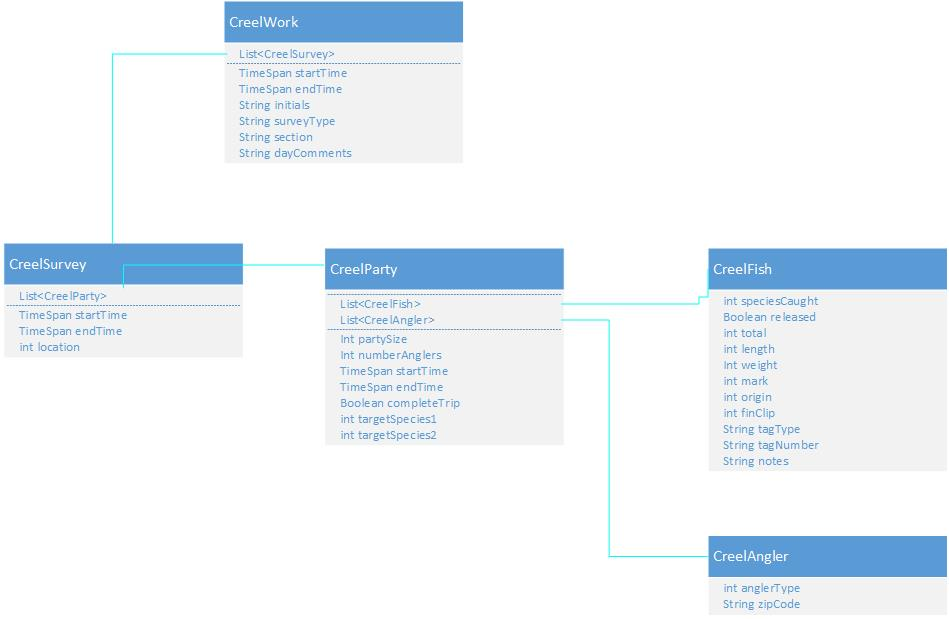 CreelWork
List<CreelSurvey>
TimeSpan startTime
TimeSpan endTime
String initials
String surveyType
String section
String dayComments
CreelSurvey
List<CreelParty>
TimeSpan startTime
TimeSpan endTime
int location
CreelParty
List<CreelFish>
List<CreelAngler>
Int partySize
Int numberAnglers
TimeSpan startTime
TimeSpan endTime
Boolean completeTrip
int targetSpecies1
int targetSpecies2
CreelFish
int speciesCaught
Boolean released
int total
int length
Int weight
int mark
int origin
int finClip
String tagType
String tagNumber
String notes
CreelAngler
int anglerType
String zipCode